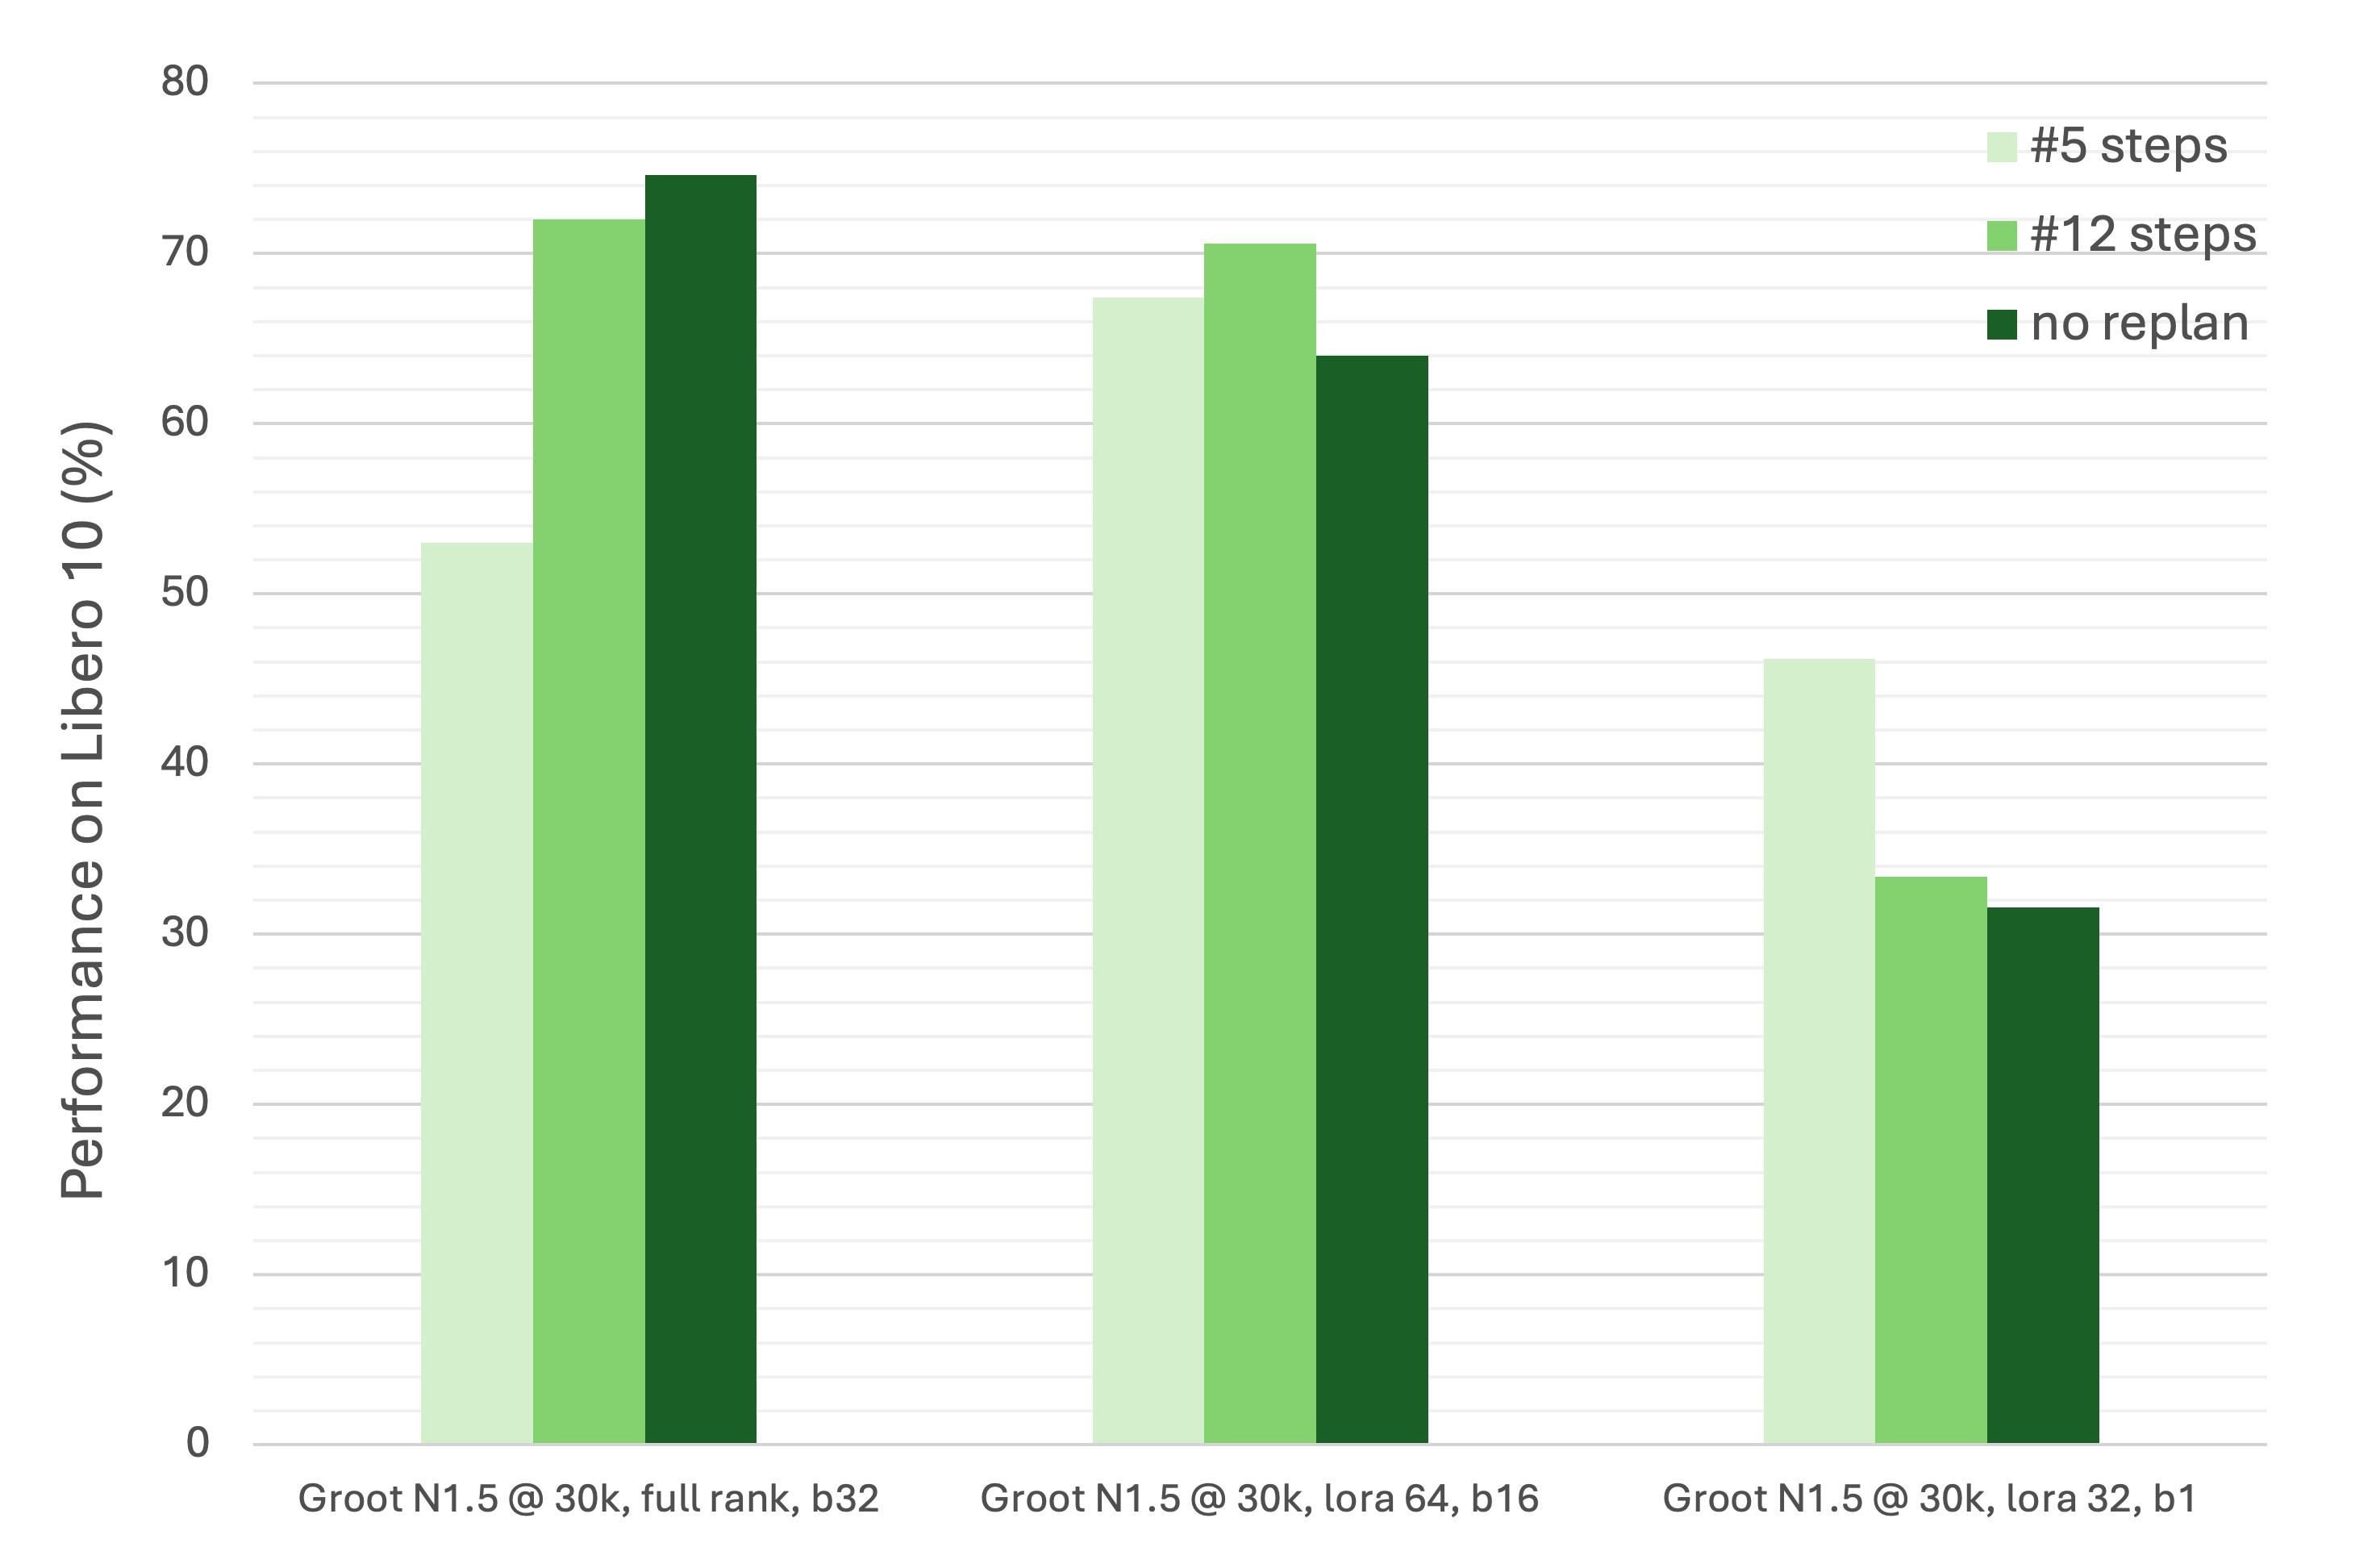 Performance on Libero 10 (%)
80
70
60
50
40
30
20
10
0
#5 steps
#12 steps
no replan
Groot N1.5 @ 30k, full rank, b32
Groot N1.5 @ 30k, lora 64, b16
Groot N1.5 @ 30k, lora 32, b1